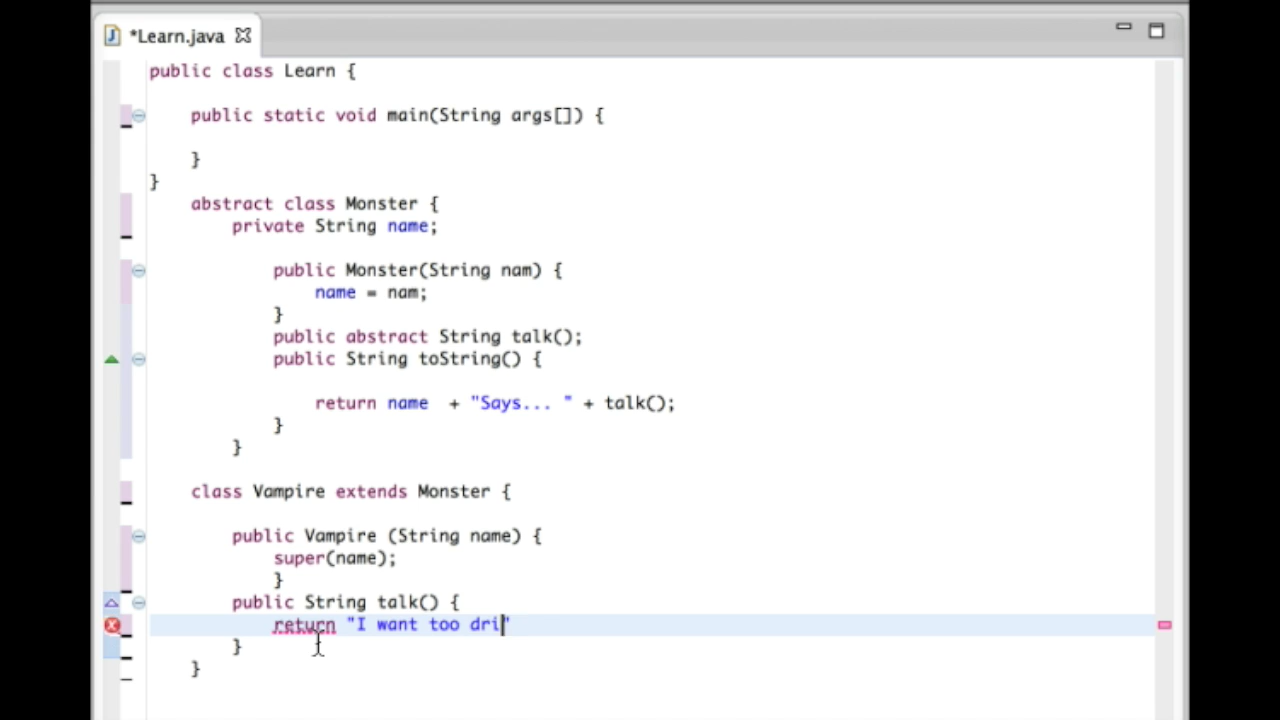 *Learn.java
public class Learn {
public static void main(String args[]) {
}
}
abstract class Monster {
private String name;
public Monster(String nam) {
name = nam;
}
public abstract String talk();
public String toString() {
return name  + "Says... " + talk();
}
}
class Vampire extends Monster {
public Vampire (String name) {
super(name);
}
public String talk() {
return "I want too dri"
}
}